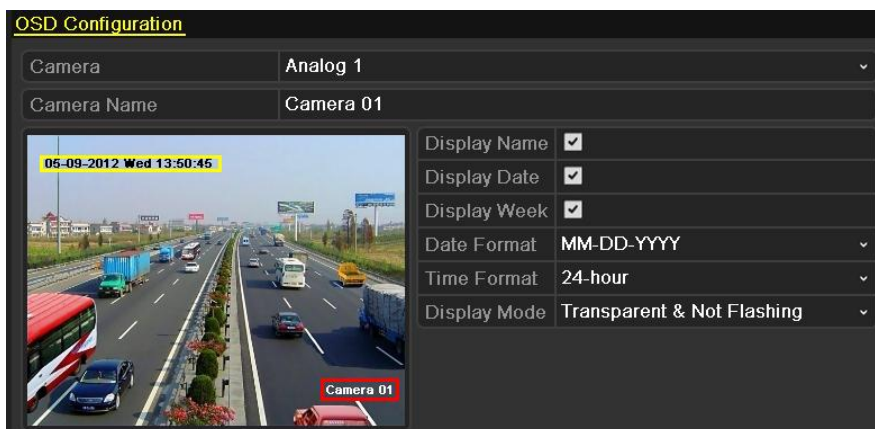 OSD Configuration
Camera Analog 1
Camera Name Camera 01
05-09-2012 Wed 13:50:45
Camera 01
Display Name
Display Date
Display Week
Date Format MM-DD-YYYY
Time Format 24-hour
Display Mode Transparent & Not Flashing